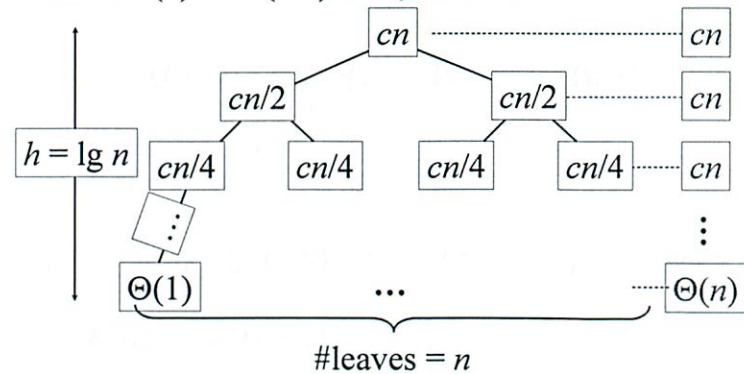 cn cn
cn/2 cn/2 cn
h = lg n cn/4 cn/4 cn/4 cn/4 cn
⋮ ⋮
Θ(1) ... Θ(n)
#leaves = n